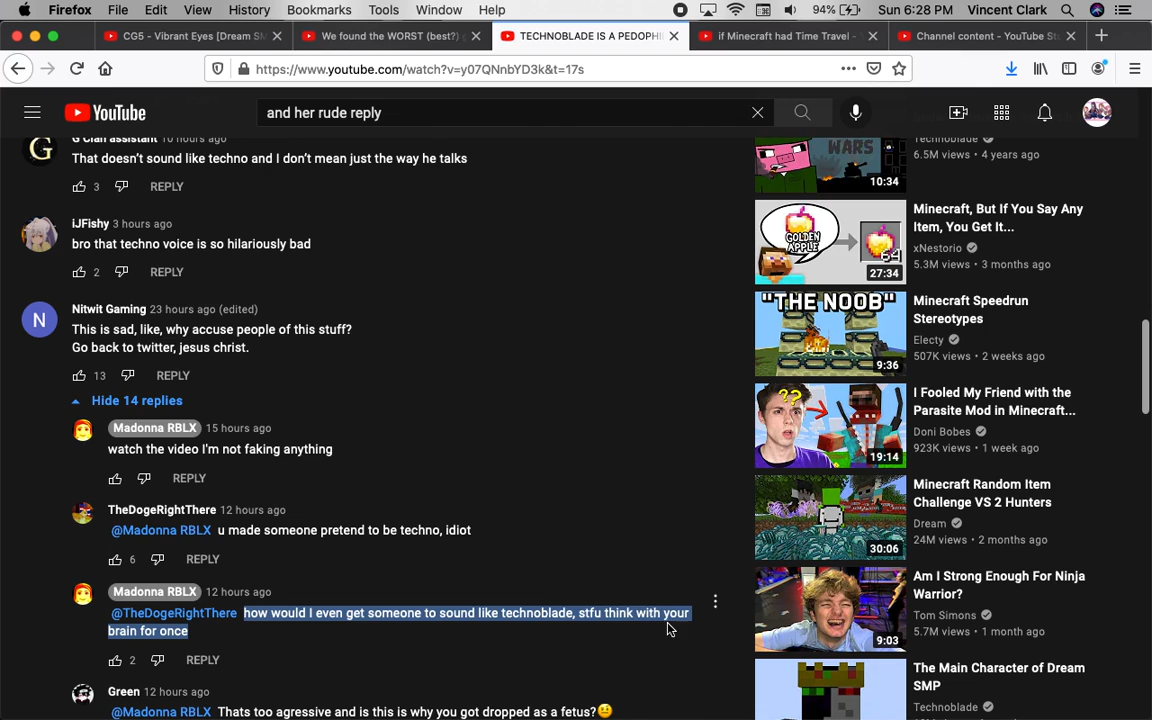 Firefox File Edit View History Bookmarks Tools Window Help 94% Sun 6:28 PM Vincent Clark
CG5 - Vibrant Eyes [Dream SM
We found the WORST (best?) g
TECHNOBLADE IS A PEDOPHI
if Minecraft had Time Travel -
Channel content - YouTube Stu
https://www.youtube.com/watch?v=y07QNnbYD3k&t=17s
YouTube
and her rude reply
G Clan assistant 10 hours ago
That doesn't sound like techno and I don't mean just the way he talks
3 REPLY
iJFishy 3 hours ago
bro that techno voice is so hilariously bad
2 REPLY
N
Nitwit Gaming 23 hours ago (edited)
This is sad, like, why accuse people of this stuff?
Go back to twitter, jesus christ.
13 REPLY
Hide 14 replies
Madonna RBLX 15 hours ago
watch the video I'm not faking anything
REPLY
TheDogeRightThere 12 hours ago
@Madonna RBLX u made someone pretend to be techno, idiot
6 REPLY
Madonna RBLX 12 hours ago
@TheDogeRightThere how would I even get someone to sound like technoblade, stfu think with your
brain for once
2 REPLY
Green 12 hours ago
@Madonna RBLX Thats too agressive and is this is why you got dropped as a fetus?🤨
WARS
10:34
Technoblade
6.5M views • 4 years ago
GOLDEN
APPLE
64
27:34
Minecraft, But If You Say Any
Item, You Get It...
xNestorio
5.3M views • 3 months ago
"THE NOOB"
9:36
Minecraft Speedrun
Stereotypes
Electy
507K views • 2 weeks ago
??
19:14
I Fooled My Friend with the
Parasite Mod in Minecraft...
Doni Bobes
923K views • 1 week ago
30:06
Minecraft Random Item
Challenge VS 2 Hunters
Dream
24M views • 2 months ago
9:03
Am I Strong Enough For Ninja
Warrior?
Tom Simons
5.7M views • 1 month ago
The Main Character of Dream
SMP
Technoblade